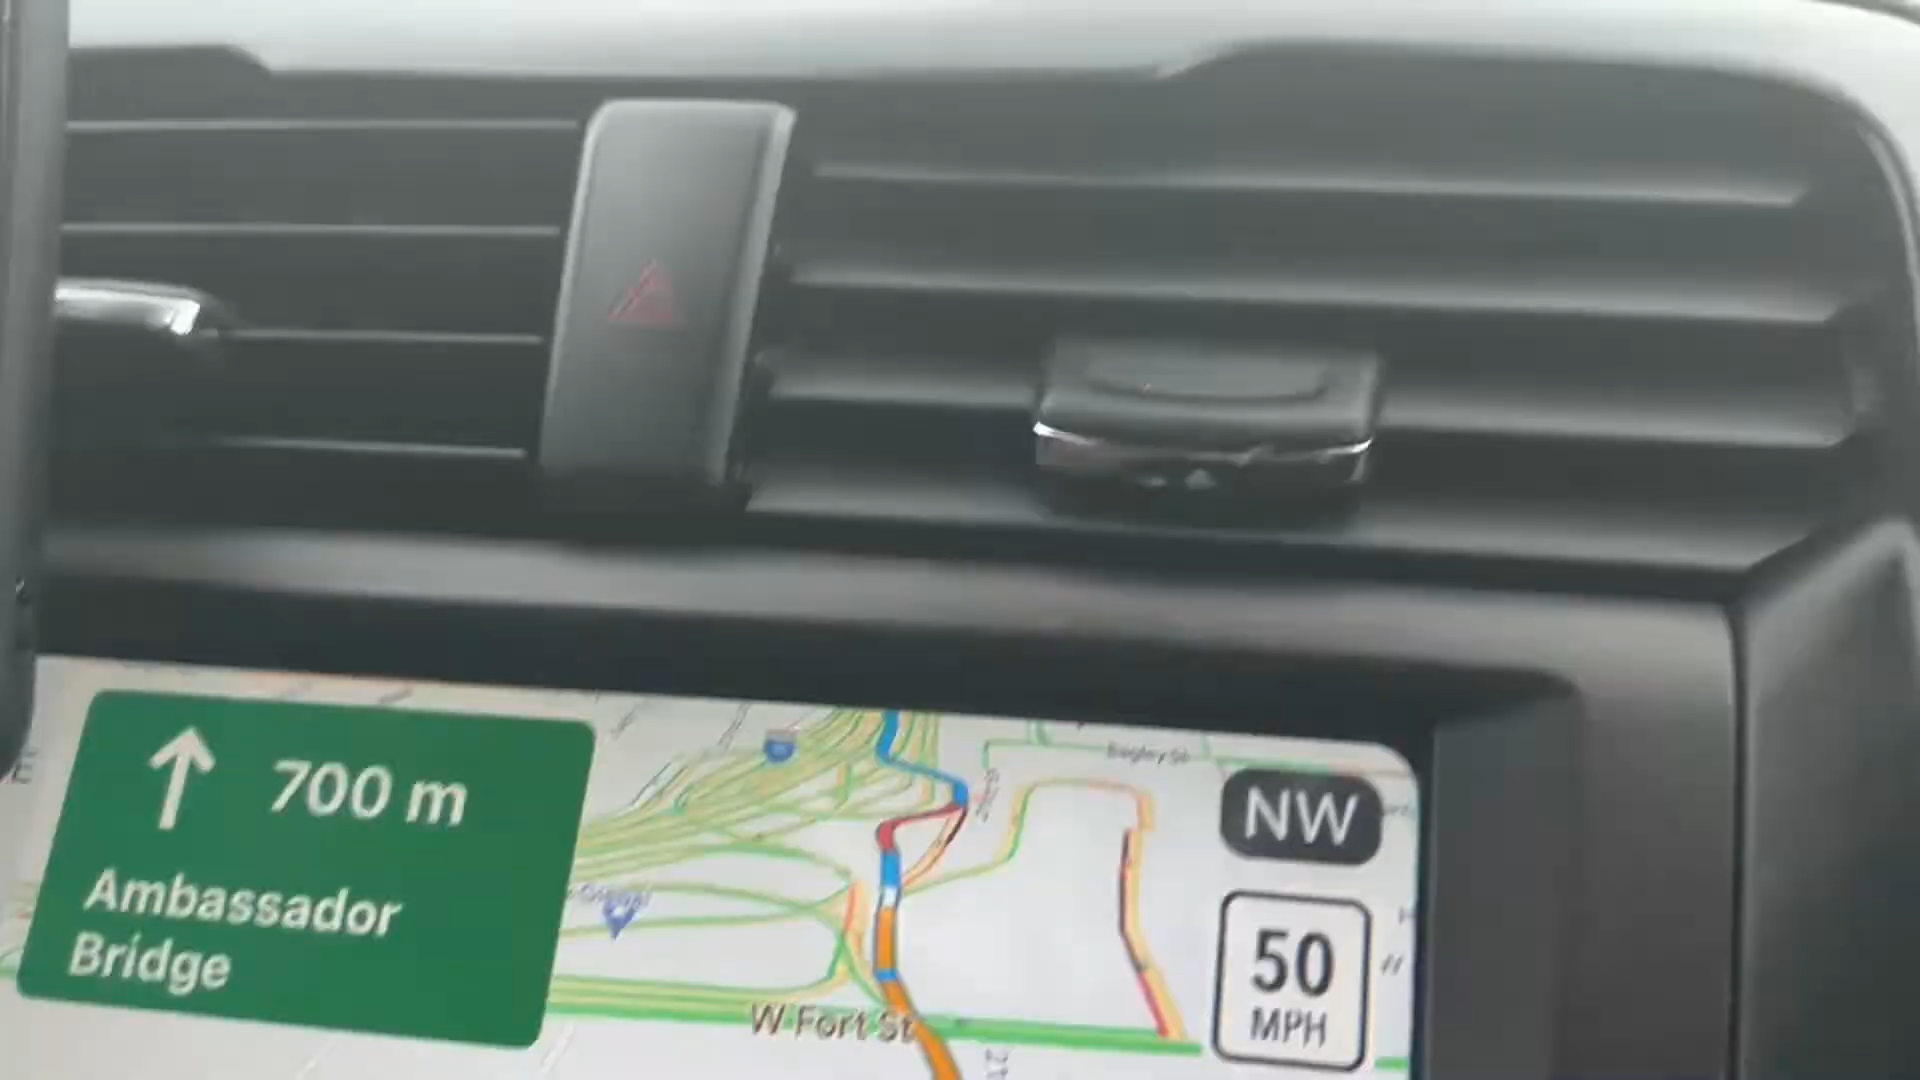 700 m
Ambassador
Bridge
Bagley St
NW
50
MPH
W Fort St